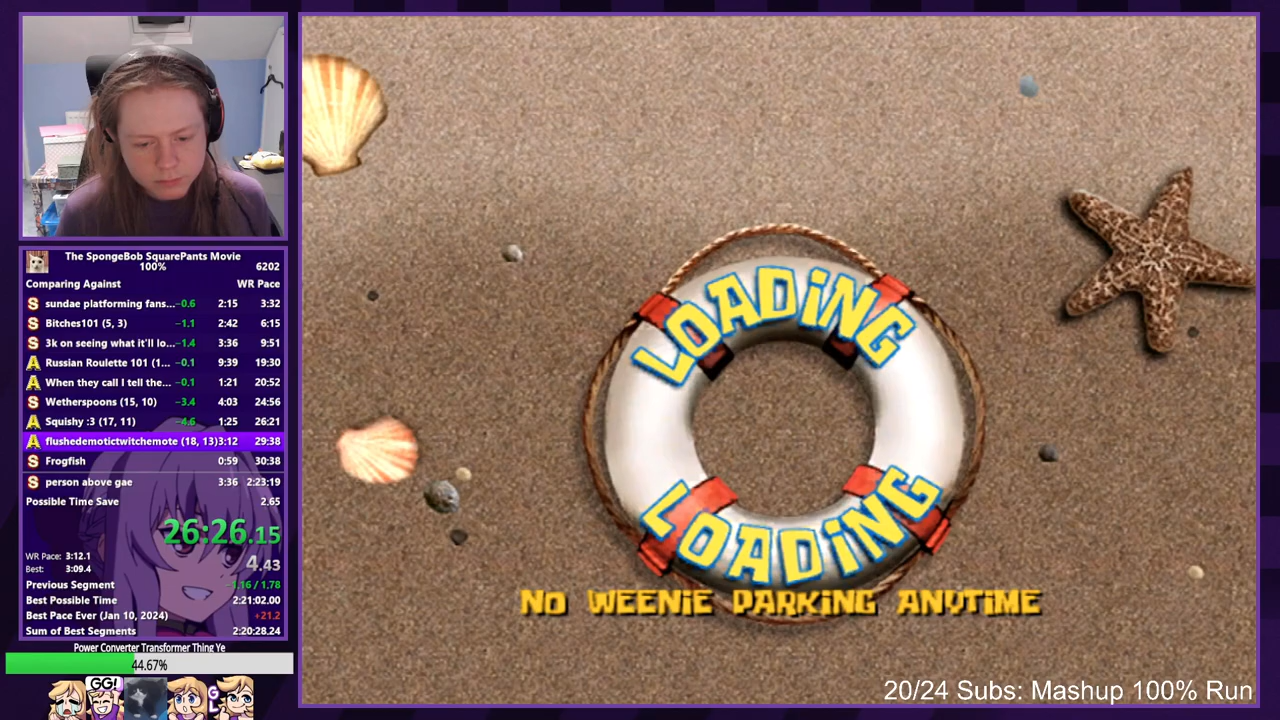 The SpongeBob SquarePants Movie
100% 6202
Comparing Against WR Pace
sundae platforming fans... −0.6 2:15 3:32
Bitches101 (5, 3) −1.1 2:42 6:15
3k on seeing what it'll lo... −1.4 3:36 9:51
Russian Roulette 101 (1... −0.1 9:39 19:30
When they call I tell the... −0.1 1:21 20:52
Wetherspoons (15, 10) −3.4 4:03 24:56
Squishy :3 (17, 11) −4.6 1:25 26:21
flushedemotictwitchemote (18, 13) 3:12 29:38
Frogfish 0:59 30:38
person above gae 3:36 2:23:19
Possible Time Save 2.65
26:26.15
WR Pace: 3:12.1
Best: 3:09.4
4.43
Previous Segment −1.16 / 1.78
Best Possible Time 2:21:02.00
Best Pace Ever (Jan 10, 2024) +21.2
Sum of Best Segments 2:20:28.24
Power Converter Transformer Thing Ye
44.67%
GG!
GL
LOADING
LOADING
NO WEENIE PARKING ANYTIME
20/24 Subs: Mashup 100% Run